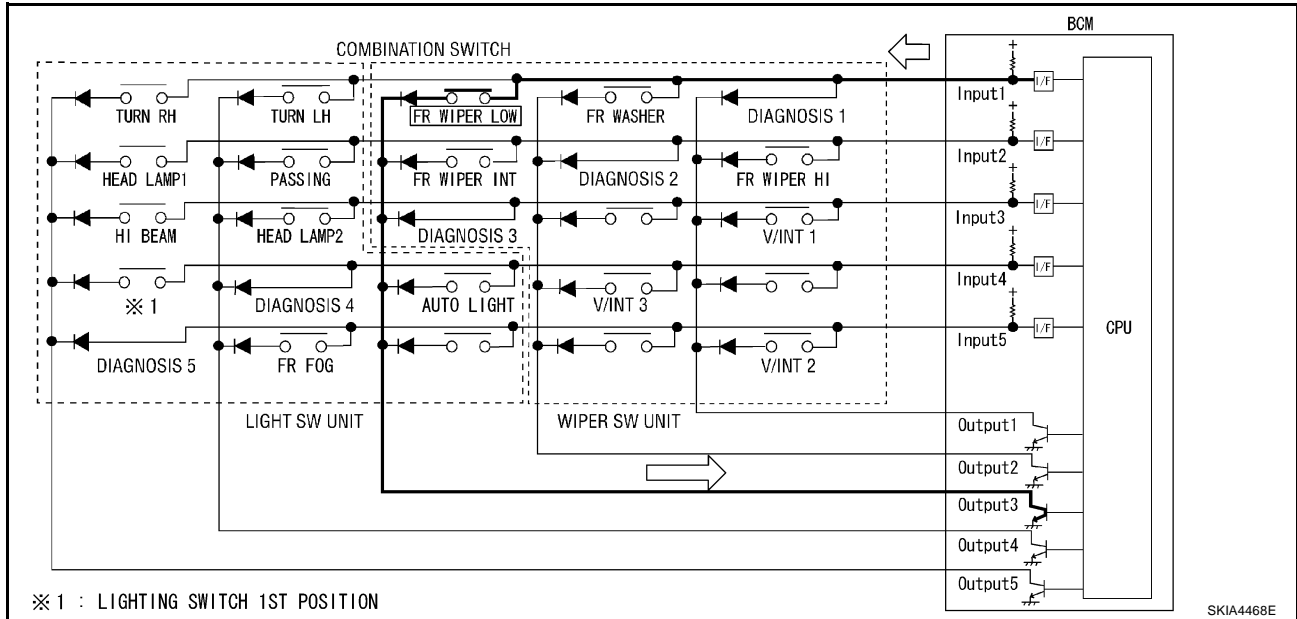 BCM
COMBINATION SWITCH
+
I/F
Input1
TURN RH
TURN LH
FR WIPER LOW
FR WASHER
DIAGNOSIS 1
+
I/F
Input2
HEAD LAMP1
PASSING
FR WIPER INT
DIAGNOSIS 2
FR WIPER HI
+
I/F
Input3
HI BEAM
HEAD LAMP2
DIAGNOSIS 3
V/INT 1
+
I/F
Input4
※ 1
DIAGNOSIS 4
AUTO LIGHT
V/INT 3
+
I/F
CPU
Input5
DIAGNOSIS 5
FR FOG
V/INT 2
LIGHT SW UNIT
WIPER SW UNIT
Output1
Output2
Output3
Output4
Output5
※ 1 : LIGHTING SWITCH 1ST POSITION
SKIA4468E